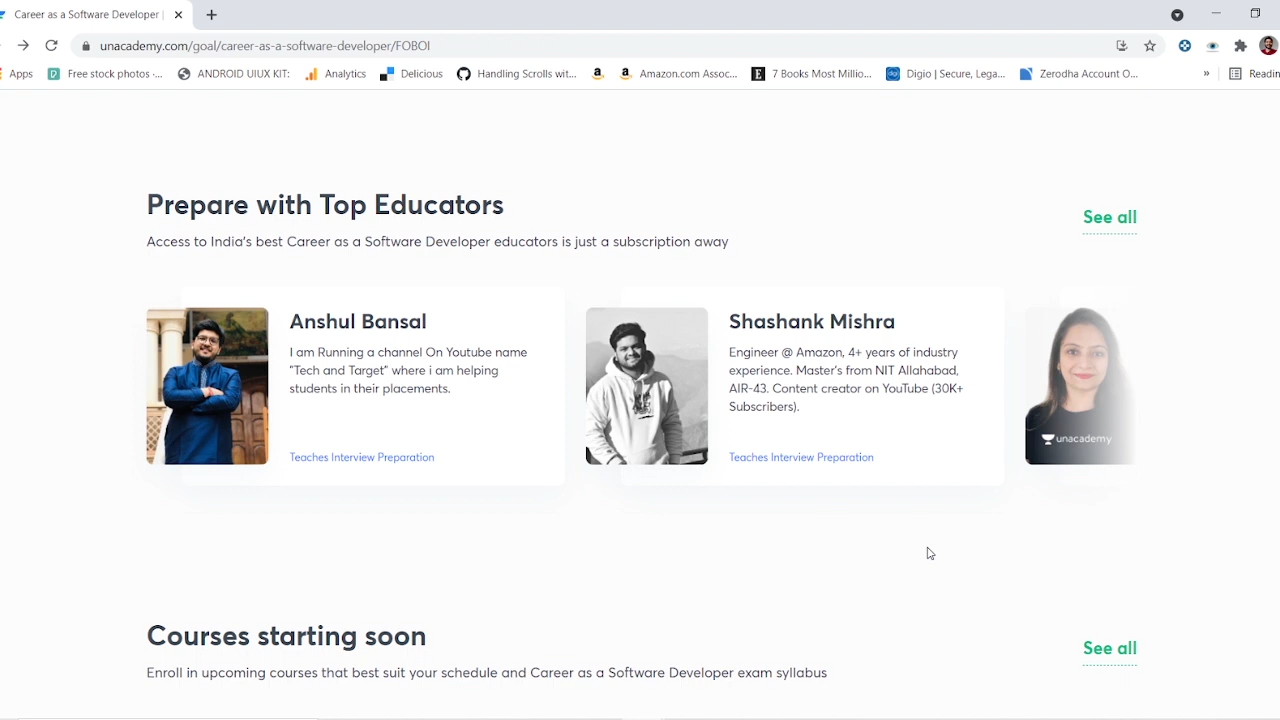 Career as a Software Developer |
unacademy.com/goal/career-as-a-software-developer/FOBOI
Apps
Free stock photos -...
ANDROID UIUX KIT:
Analytics
Delicious
Handling Scrolls wit...
Amazon.com Assoc...
7 Books Most Millio...
Digio | Secure, Lega...
Zerodha Account O...
»
Readin
Prepare with Top Educators
See all
Access to India's best Career as a Software Developer educators is just a subscription away
Anshul Bansal
I am Running a channel On Youtube name
"Tech and Target" where i am helping
students in their placements.
Teaches Interview Preparation
Shashank Mishra
Engineer @ Amazon, 4+ years of industry
experience. Master's from NIT Allahabad,
AIR-43. Content creator on YouTube (30K+
Subscribers).
Teaches Interview Preparation
unacademy
Courses starting soon
See all
Enroll in upcoming courses that best suit your schedule and Career as a Software Developer exam syllabus